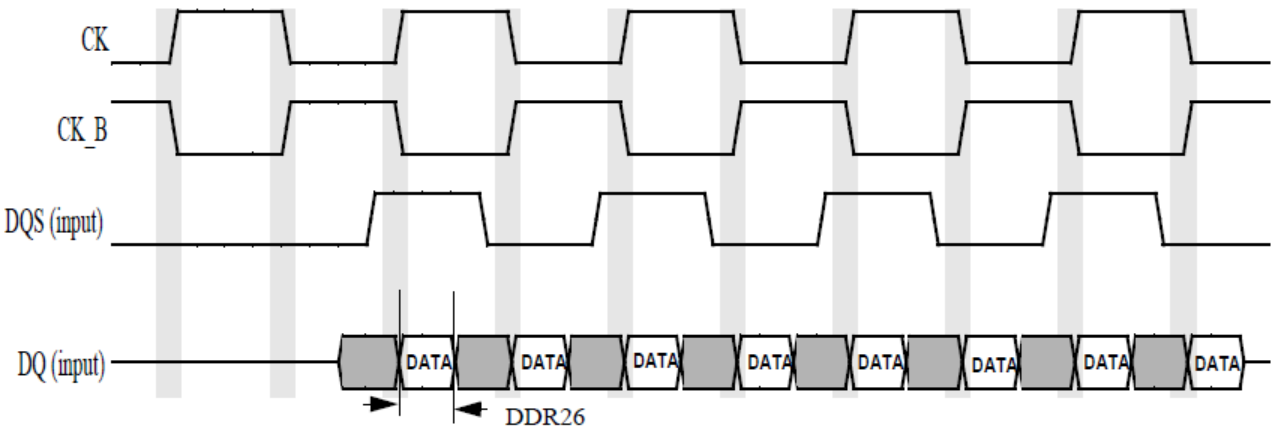 CK
CK_B
DQS (input)
DQ (input)
DATA DATA DATA DATA DATA DATA DATA DATA
DDR26